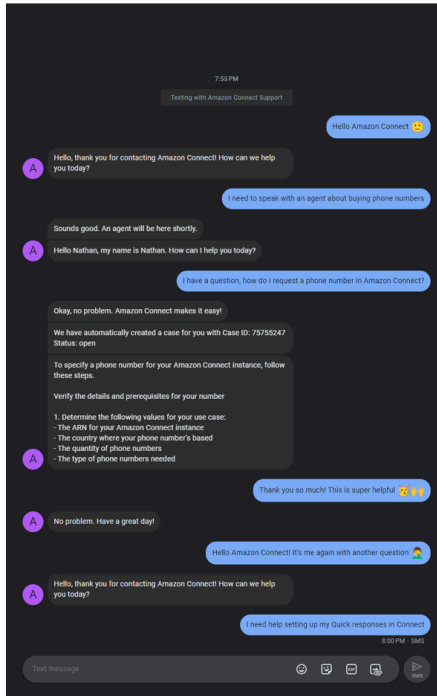 7:55 PM
Texting with Amazon Connect Support
Hello Amazon Connect 🙂
Hello, thank you for contacting Amazon Connect! How can we help
you today?
A
I need to speak with an agent about buying phone numbers
Sounds good. An agent will be here shortly.
Hello Nathan, my name is Nathan. How can I help you today?
A
I have a question, how do I request a phone number in Amazon Connect?
Okay, no problem. Amazon Connect makes it easy!
We have automatically created a case for you with Case ID: 75755247
Status: open
To specify a phone number for your Amazon Connect instance, follow
these steps.
Verify the details and prerequisites for your number
1. Determine the following values for your use case:
- The ARN for your Amazon Connect instance
- The country where your phone number's based
- The quantity of phone numbers
- The type of phone numbers needed
A
Thank you so much! This is super helpful 🥳🙌
A
No problem. Have a great day!
Hello Amazon Connect! It's me again with another question 🤦‍♂️
Hello, thank you for contacting Amazon Connect! How can we help
you today?
A
I need help setting up my Quick responses in Connect
8:00 PM · SMS
Text message
GIF
SMS